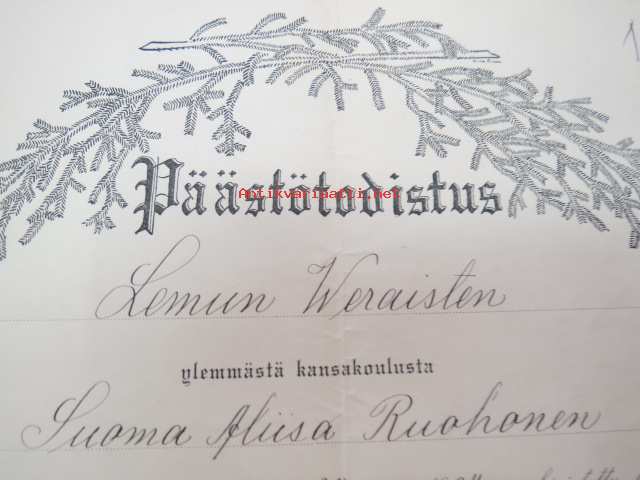 Päästötodistus
Antikvariaatti.net
Lemun Weraisten
ylemmästä kansakoulusta
Suoma Aliisa Ruohonen